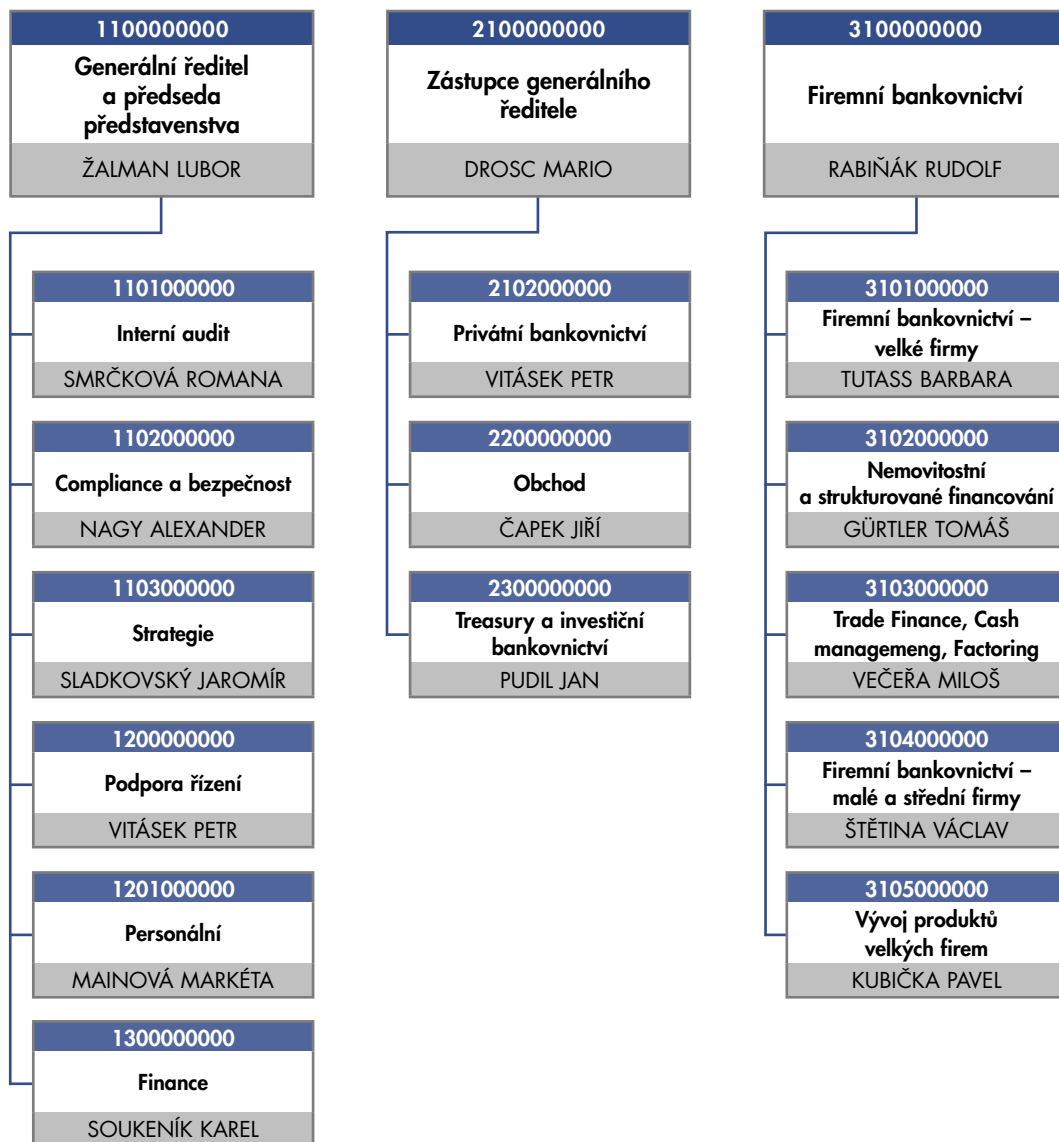 1100000000
Generální ředitel
a předseda
představenstva
ŽALMAN LUBOR
1101000000
Interní audit
SMRČKOVÁ ROMANA
1102000000
Compliance a bezpečnost
NAGY ALEXANDER
1103000000
Strategie
SLADKOVSKÝ JAROMÍR
1200000000
Podpora řízení
VITÁSEK PETR
1201000000
Personální
MAINOVÁ MARKÉTA
1300000000
Finance
SOUKENÍK KAREL
2100000000
Zástupce generálního
ředitele
DROSC MARIO
2102000000
Privátní bankovnictví
VITÁSEK PETR
2200000000
Obchod
ČAPEK JIŘÍ
2300000000
Treasury a investiční
bankovnictví
PUDIL JAN
3100000000
Firemní bankovnictví
RABIŇÁK RUDOLF
3101000000
Firemní bankovnictví –
velké firmy
TUTASS BARBARA
3102000000
Nemovitostní
a strukturované financování
GÜRTLER TOMÁŠ
3103000000
Trade Finance, Cash
managemeng, Factoring
VEČEŘA MILOŠ
3104000000
Firemní bankovnictví –
malé a střední firmy
ŠTĚTINA VÁCLAV
3105000000
Vývoj produktů
velkých firem
KUBIČKA PAVEL